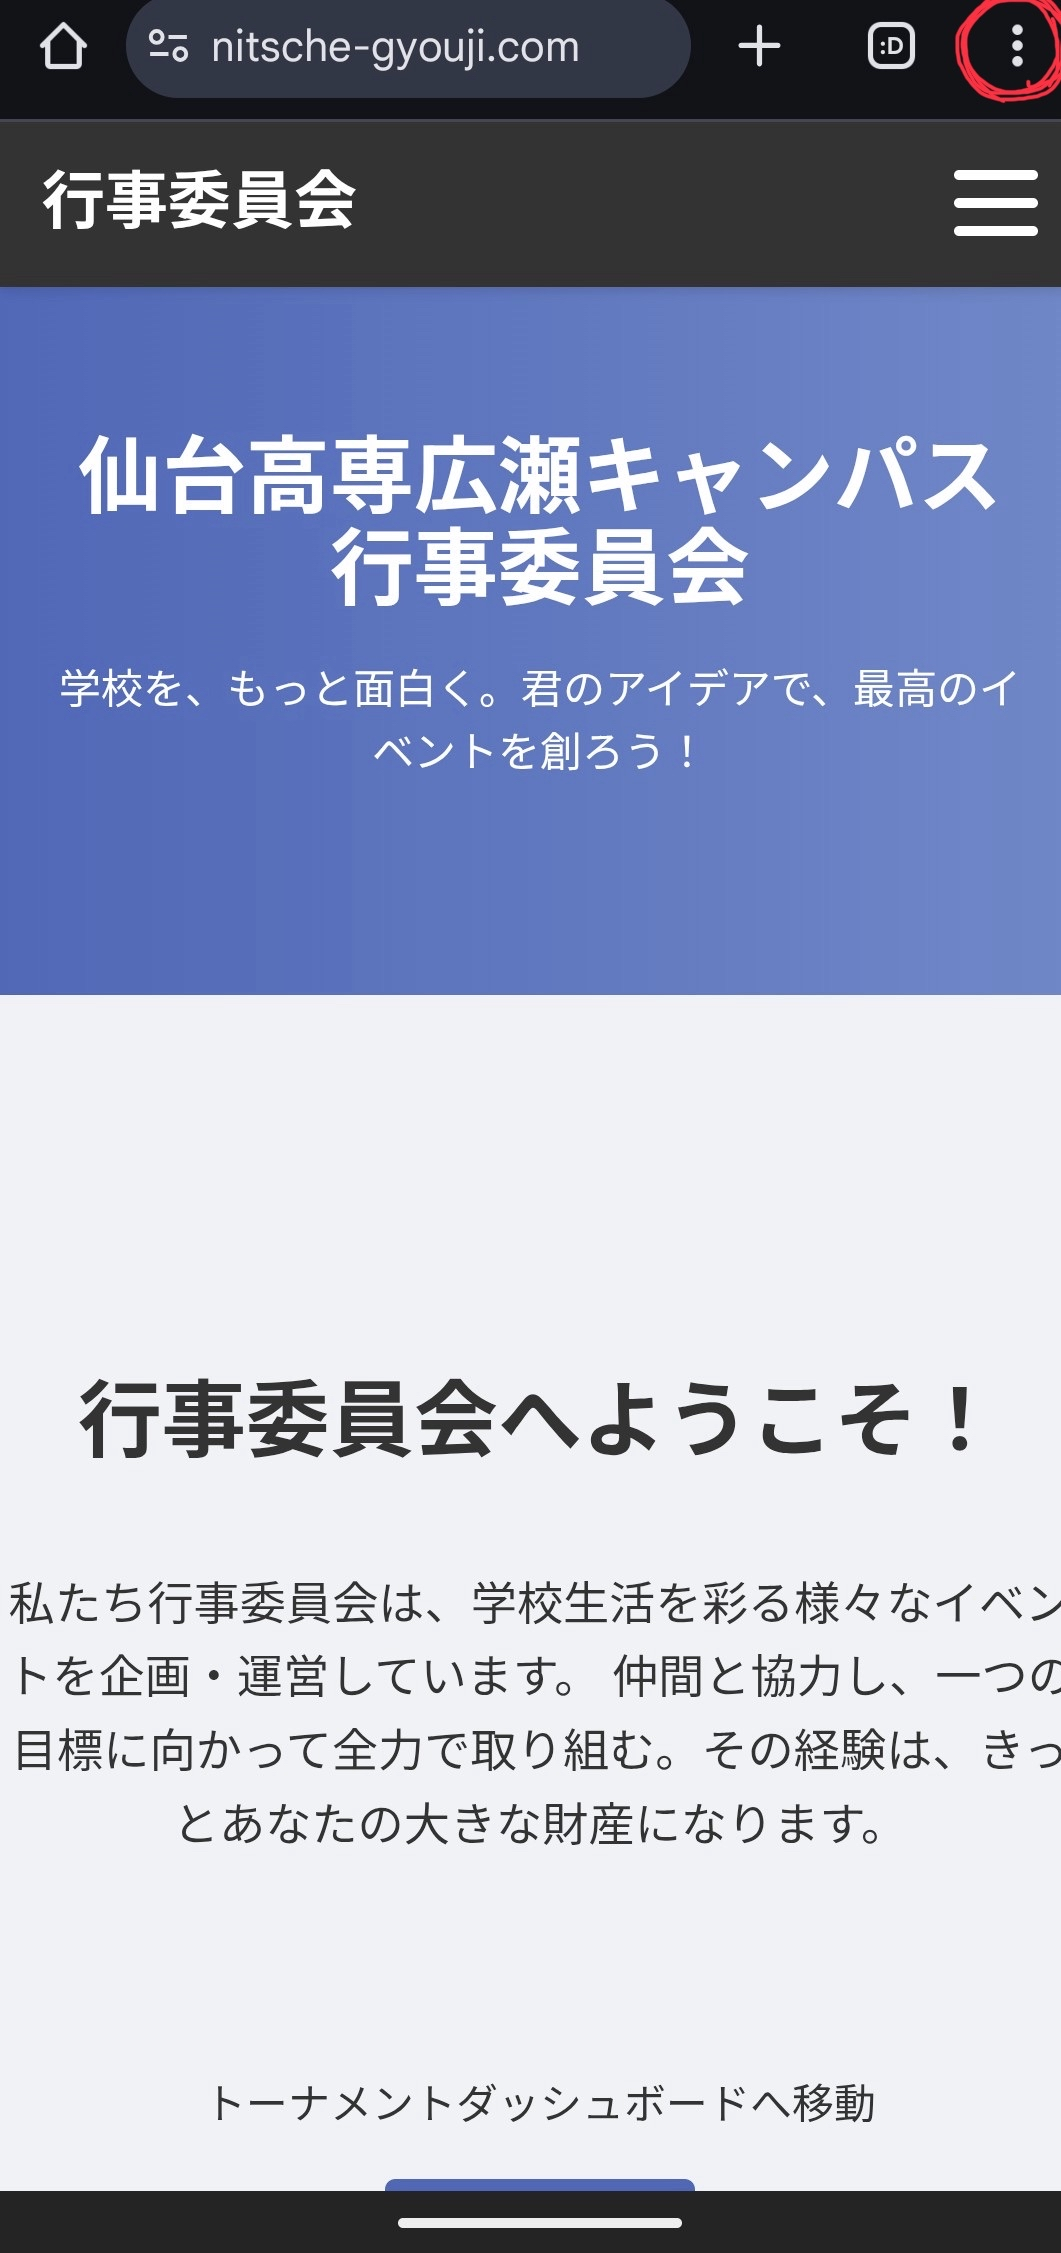 nitsche-gyouji.com
:D
行事委員会
仙台高専広瀬キャンパス
行事委員会
学校を、もっと面白く。君のアイデアで、最高のイ
ベントを創ろう！
行事委員会へようこそ！
私たち行事委員会は、学校生活を彩る様々なイベン
トを企画・運営しています。 仲間と協力し、一つの
目標に向かって全力で取り組む。その経験は、きっ
とあなたの大きな財産になります。
トーナメントダッシュボードへ移動